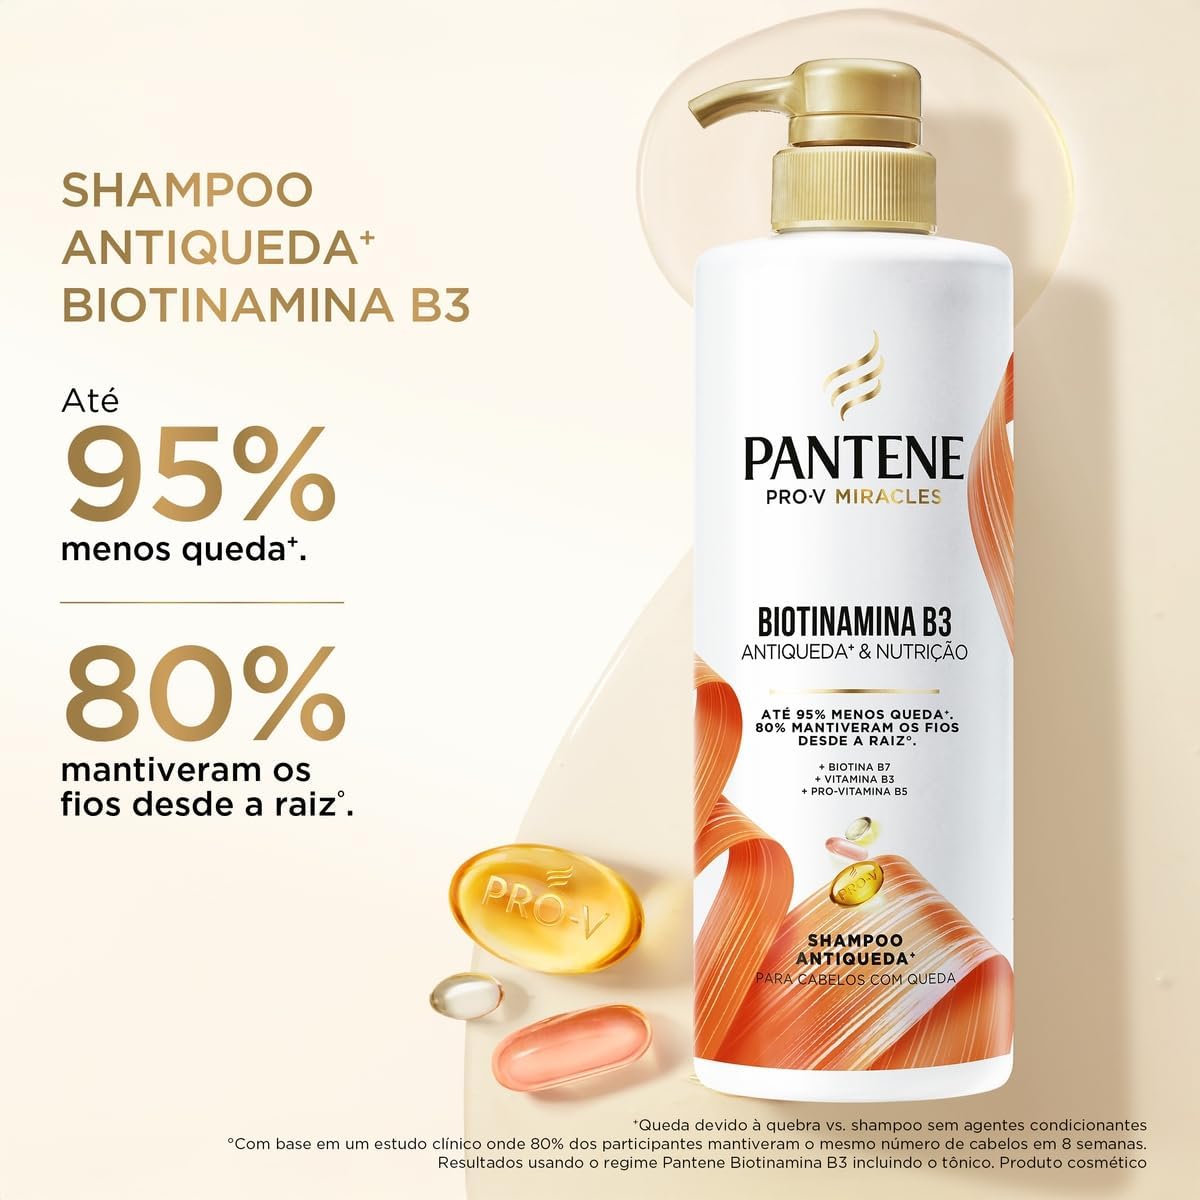 SHAMPOO
ANTIQUEDA⁺
BIOTINAMINA B3
Até
95%
menos queda⁺.
80%
mantiveram os
fios desde a raiz°.
PANTENE
PRO-V MIRACLES
BIOTINAMINA B3
ANTIQUEDA⁺ & NUTRIÇÃO
ATÉ 95% MENOS QUEDA⁺.
80% MANTIVERAM OS FIOS
DESDE A RAIZ°.
+ BIOTINA B7
+ VITAMINA B3
+ PRO-VITAMINA B5
PRO-V
SHAMPOO
ANTIQUEDA⁺
PARA CABELOS COM QUEDA
PRO-V
⁺Queda devido à quebra vs. shampoo sem agentes condicionantes
°Com base em um estudo clínico onde 80% dos participantes mantiveram o mesmo número de cabelos em 8 semanas.
Resultados usando o regime Pantene Biotinamina B3 incluindo o tônico. Produto cosmético